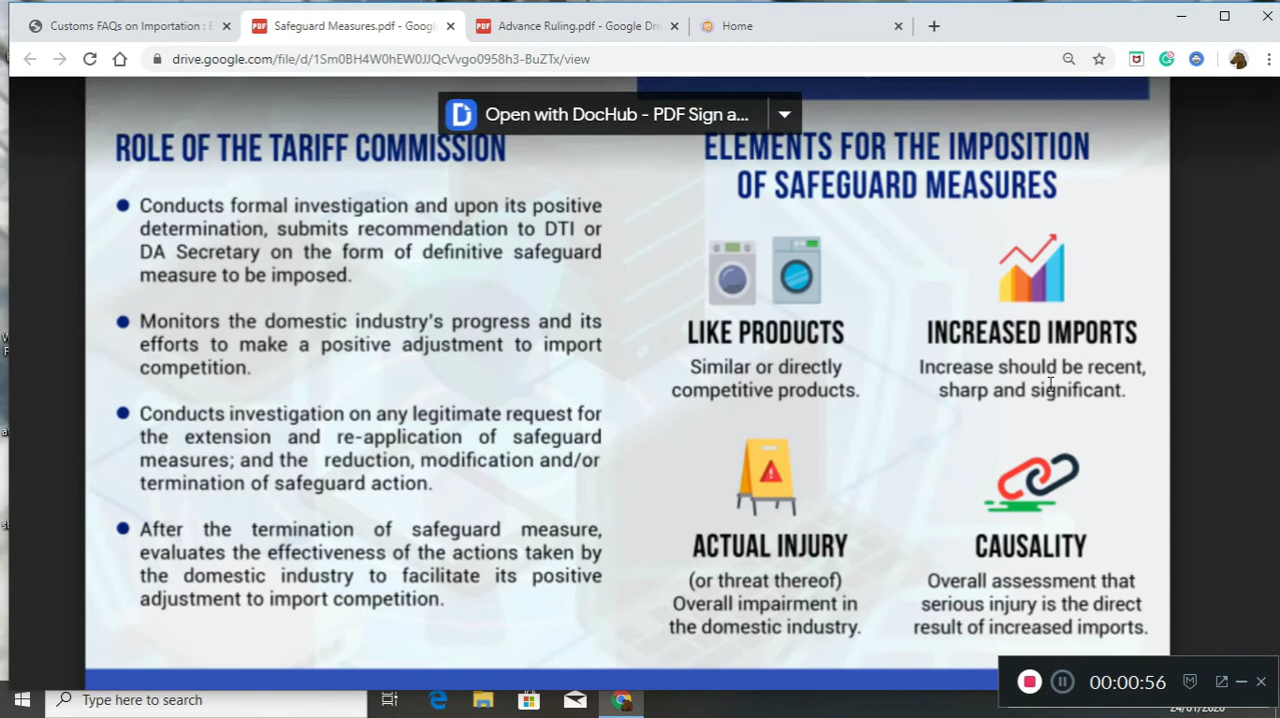 Customs FAQs on Importation : E
Safeguard Measures.pdf - Googl
Advance Ruling.pdf - Google Dri
Home
drive.google.com/file/d/1Sm0BH4W0hEW0JJQcVvgo0958h3-BuZTx/view
Open with DocHub - PDF Sign a...
ROLE OF THE TARIFF COMMISSION
Conducts formal investigation and upon its positive
determination, submits recommendation to DTI or
DA Secretary on the form of definitive safeguard
measure to be imposed.
Monitors the domestic industry's progress and its
efforts to make a positive adjustment to import
competition.
Conducts investigation on any legitimate request for
the extension and re-application of safeguard
measures; and the reduction, modification and/or
termination of safeguard action.
After the termination of safeguard measure,
evaluates the effectiveness of the actions taken by
the domestic industry to facilitate its positive
adjustment to import competition.
ELEMENTS FOR THE IMPOSITION
OF SAFEGUARD MEASURES
LIKE PRODUCTS
Similar or directly
competitive products.
INCREASED IMPORTS
Increase should be recent,
sharp and significant.
ACTUAL INJURY
(or threat thereof)
Overall impairment in
the domestic industry.
CAUSALITY
Overall assessment that
serious injury is the direct
result of increased imports.
00:00:56
Type here to search
24/01/2020